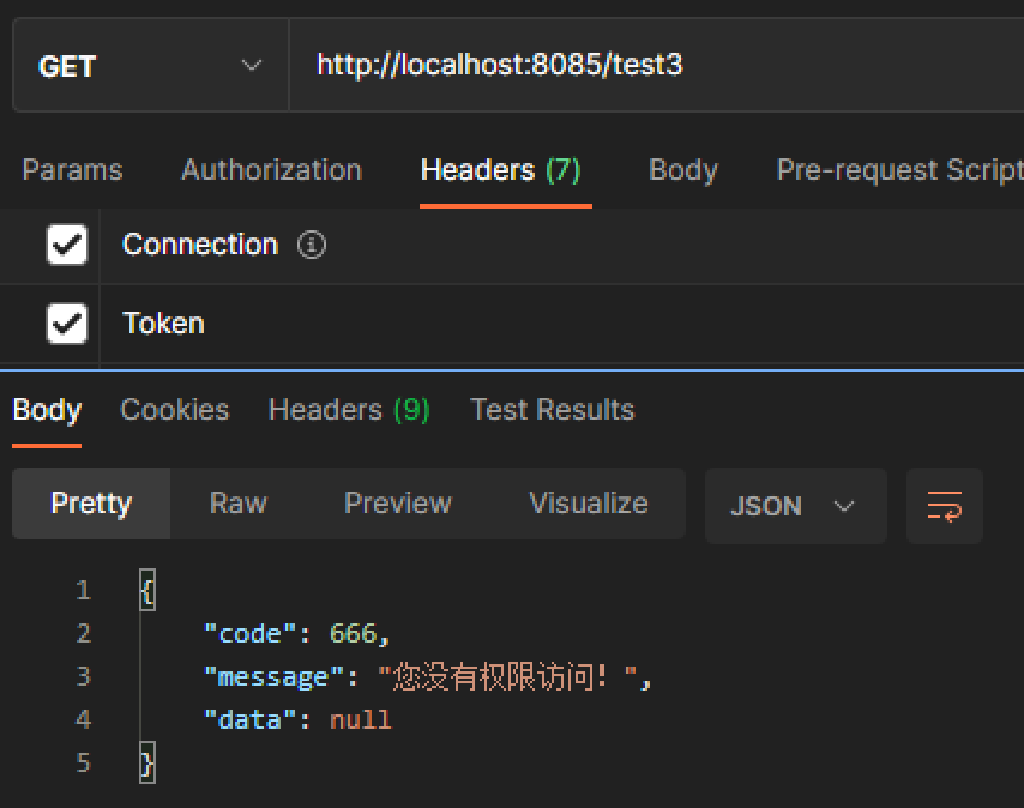 GET http://localhost:8085/test3
Params Authorization Headers (7) Body Pre-request Script
Connection
Token
Body Cookies Headers (9) Test Results
Pretty Raw Preview Visualize JSON
1 {
2 "code": 666,
3 "message": "您没有权限访问！",
4 "data": null
5 }